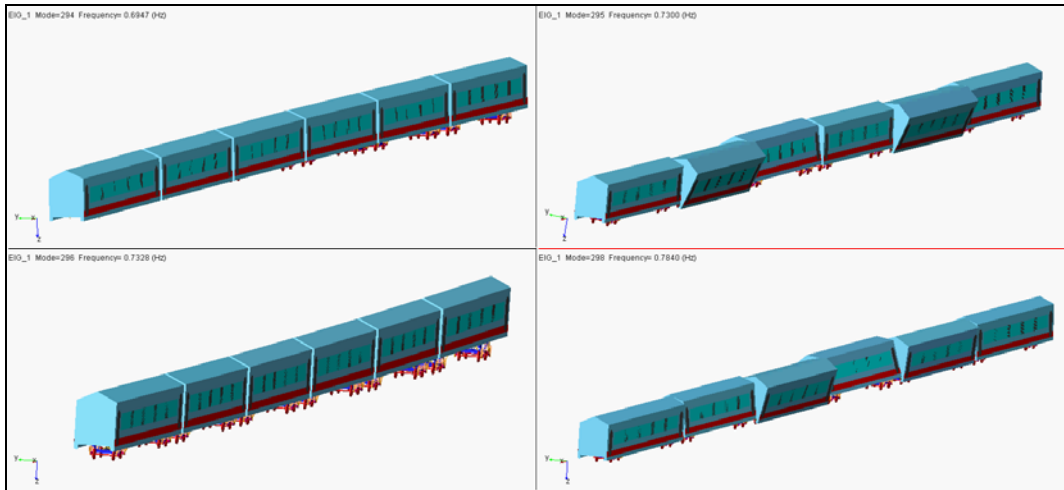 EIG_1 Mode=294 Frequency= 0.6947 (Hz)
EIG_1 Mode=295 Frequency= 0.7300 (Hz)
y x
z
y x
z
EIG_1 Mode=296 Frequency= 0.7328 (Hz)
EIG_1 Mode=298 Frequency= 0.7840 (Hz)
y x
z
y x
z